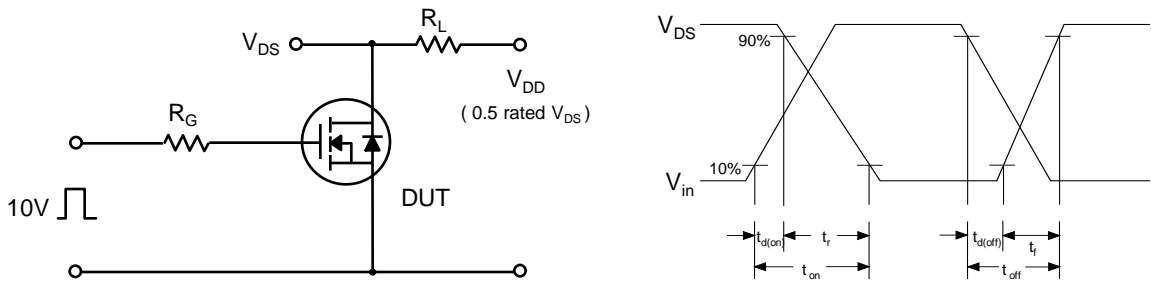 R_L
V_DS
V_DD
( 0.5 rated V_DS )
R_G
DUT
10V
V_DS
90%
10%
V_in
t_d(on)
t_r
t_on
t_d(off)
t_f
t_off